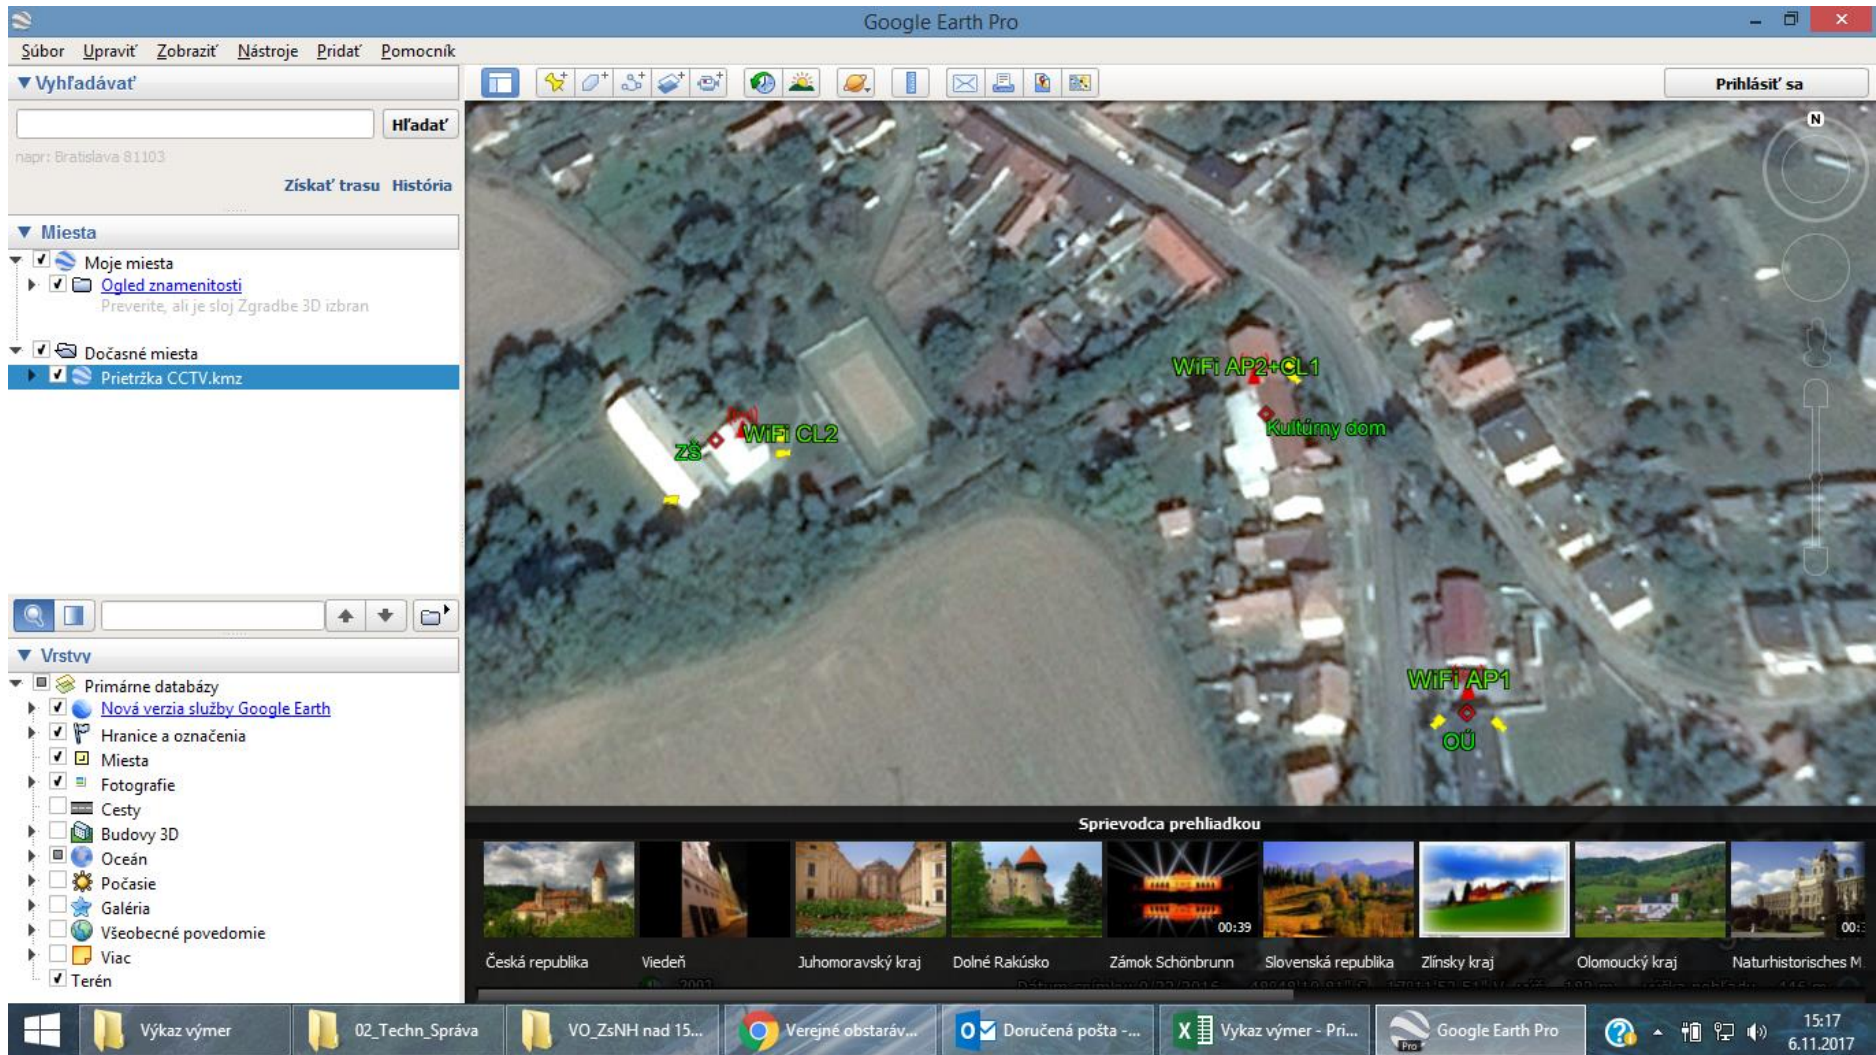 Google Earth Pro
Súbor Upraviť Zobraziť Nástroje Pridať Pomocník
Vyhľadávať
Prihlásiť sa
Hľadať
napr: Bratislava 81103
Získať trasu História
N
Miesta
Moje miesta
Ogled znamenitosti
Preverite, ali je sloj Zgradbe 3D izbran
Dočasné miesta
Prietržka CCTV.kmz
WiFi AP2+CL1
Kultúrny dom
WiFi CL2
ZŠ
WiFi AP1
OÚ
Vrstvy
Primárne databázy
Nová verzia služby Google Earth
Hranice a označenia
Miesta
Fotografie
Cesty
Budovy 3D
Oceán
Počasie
Galéria
Všeobecné povedomie
Viac
Terén
Sprievodca prehliadkou
00:39
Česká republika Viedeň Juhomoravský kraj Dolné Rakúsko Zámok Schönbrunn Slovenská republika Zlínsky kraj Olomoucký kraj Naturhistorisches M
Výkaz výmer 02_Techn_Správa VO_ZsNH nad 15... Verejné obstaráv... Doručená pošta -... Vykaz výmer - Pri... Google Earth Pro
15:17
6.11.2017